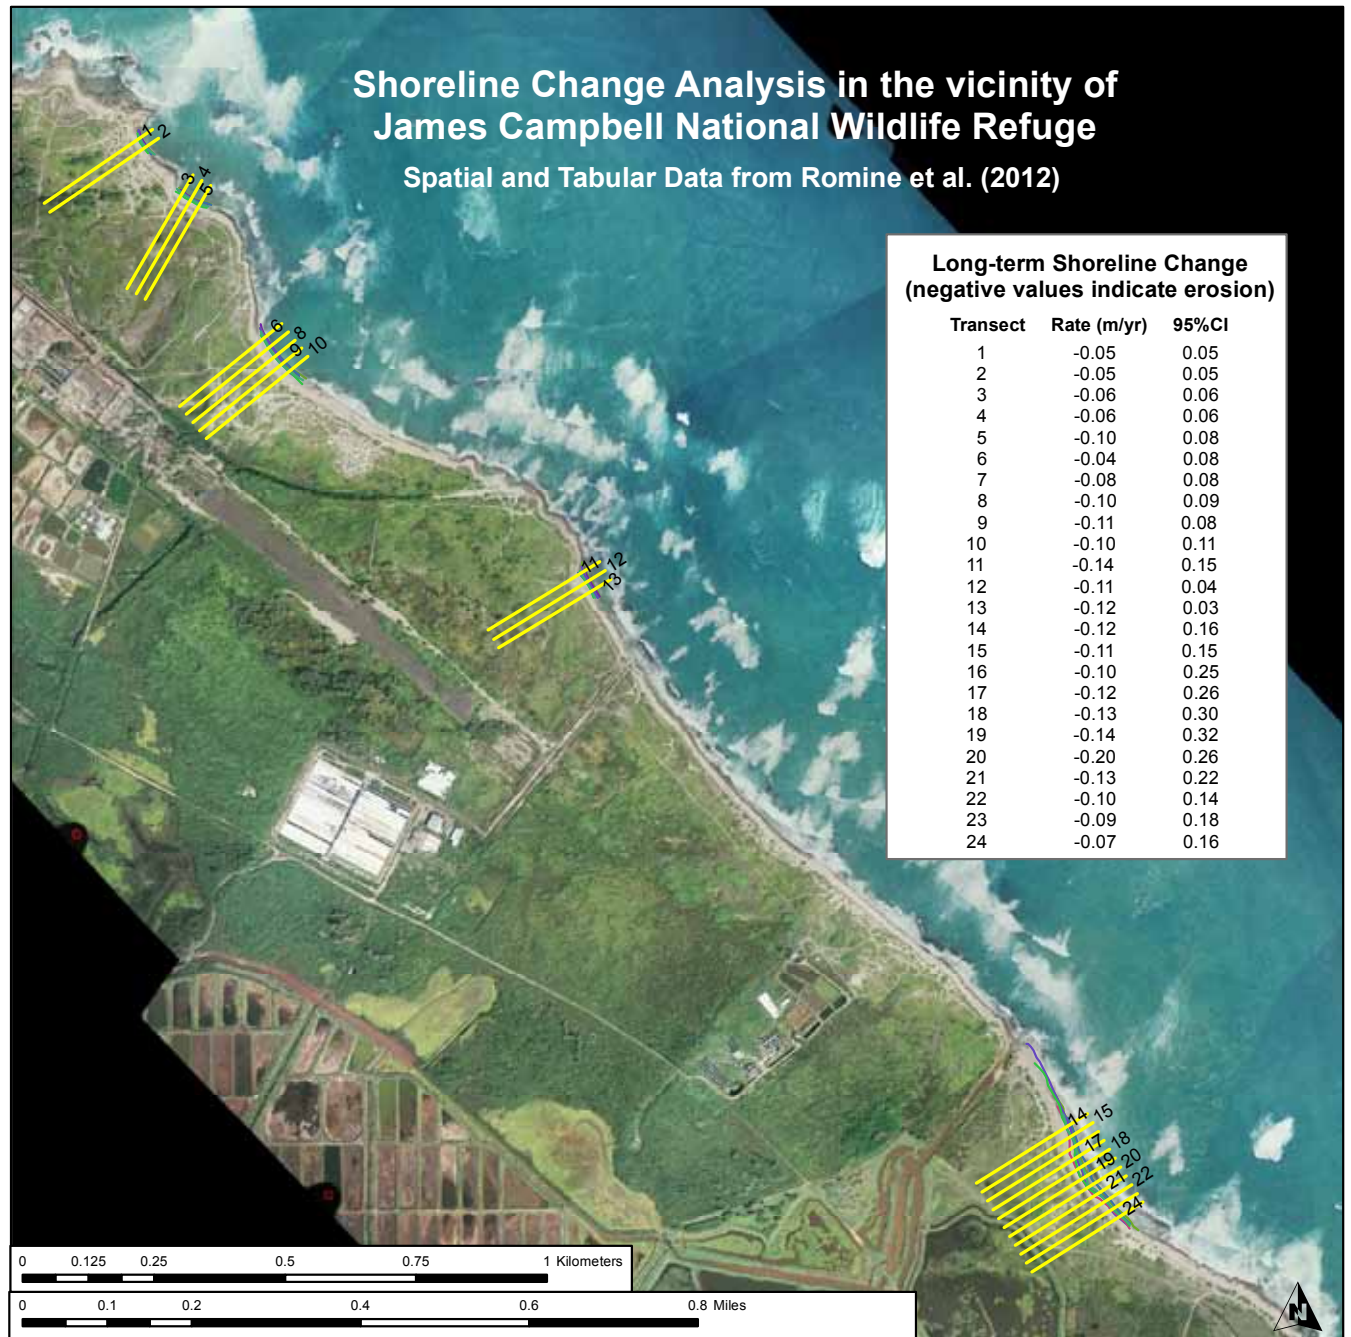 Shoreline Change Analysis in the vicinity of
James Campbell National Wildlife Refuge
Spatial and Tabular Data from Romine et al. (2012)
1 2
3 4
5
6 8
9 10
Long-term Shoreline Change
(negative values indicate erosion)
Transect Rate (m/yr) 95%CI
1 -0.05 0.05
2 -0.05 0.05
3 -0.06 0.06
4 -0.06 0.06
5 -0.10 0.08
6 -0.04 0.08
7 -0.08 0.08
8 -0.10 0.09
9 -0.11 0.08
10 -0.10 0.11
11 -0.14 0.15
12 -0.11 0.04
13 -0.12 0.03
14 -0.12 0.16
15 -0.11 0.15
16 -0.10 0.25
17 -0.12 0.26
18 -0.13 0.30
19 -0.14 0.32
20 -0.20 0.26
21 -0.13 0.22
22 -0.10 0.14
23 -0.09 0.18
24 -0.07 0.16
11 12
13
14 15
17 18
19 20
21 22
24
0 0.125 0.25 0.5 0.75 1 Kilometers
0 0.1 0.2 0.4 0.6 0.8 Miles
N